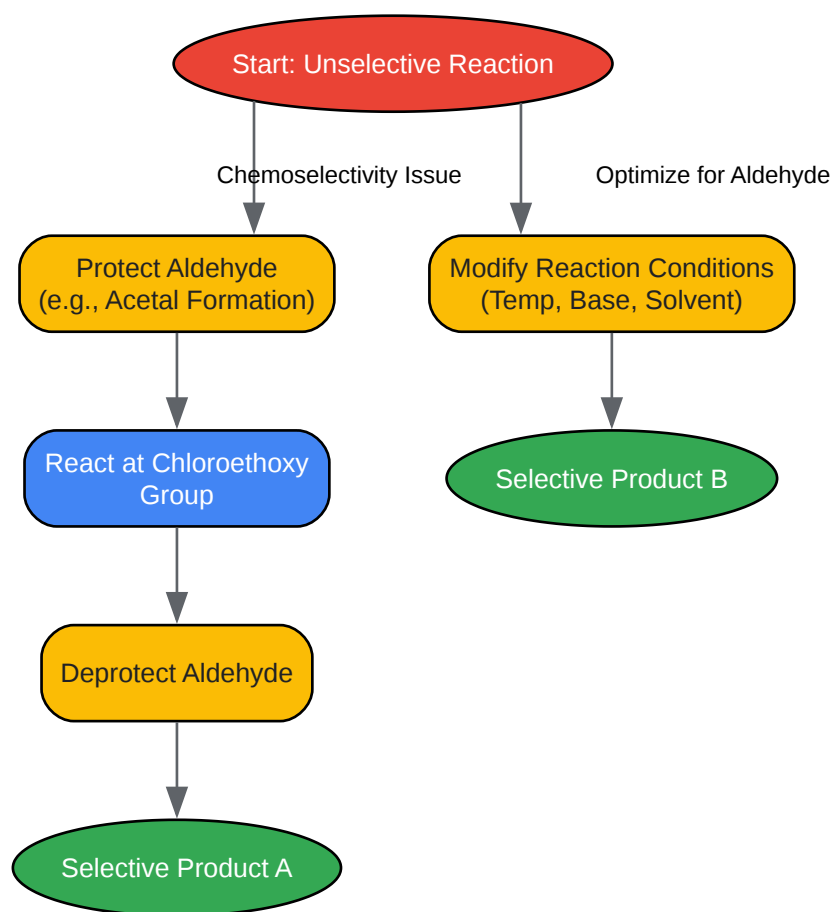 Start: Unselective Reaction
Chemoselectivity Issue
Optimize for Aldehyde
Protect Aldehyde
(e.g., Acetal Formation)
Modify Reaction Conditions
(Temp, Base, Solvent)
React at Chloroethoxy
Group
Selective Product B
Deprotect Aldehyde
Selective Product A